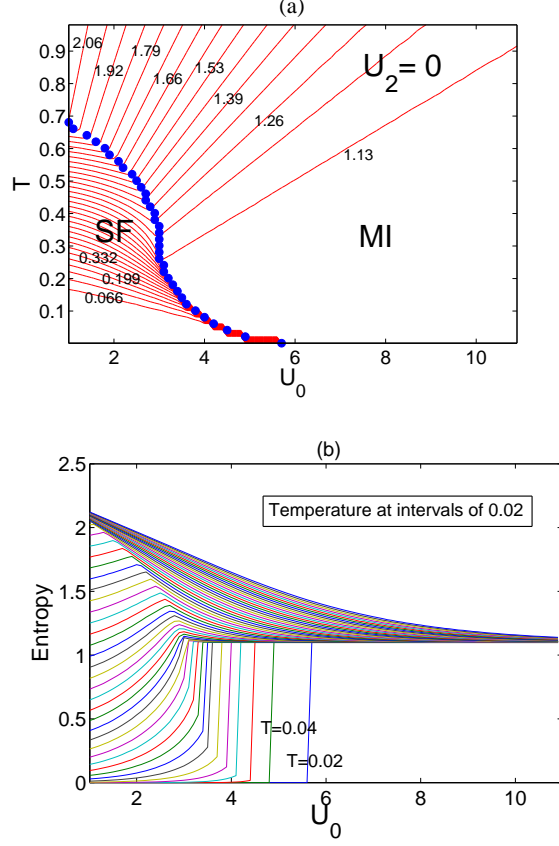 (a)
0.9
0.8
0.7
0.6
0.5
0.4
0.3
0.2
0.1
T
2.06
1.92
1.79
1.66
1.53
1.39
1.26
1.13
U2 = 0
SF
MI
0.332
0.199
0.066
2 4 6 8 10
U0
(b)
2.5
2
1.5
1
0.5
0
Entropy
Temperature at intervals of 0.02
T=0.04
T=0.02
2 4 6 8 10
U0